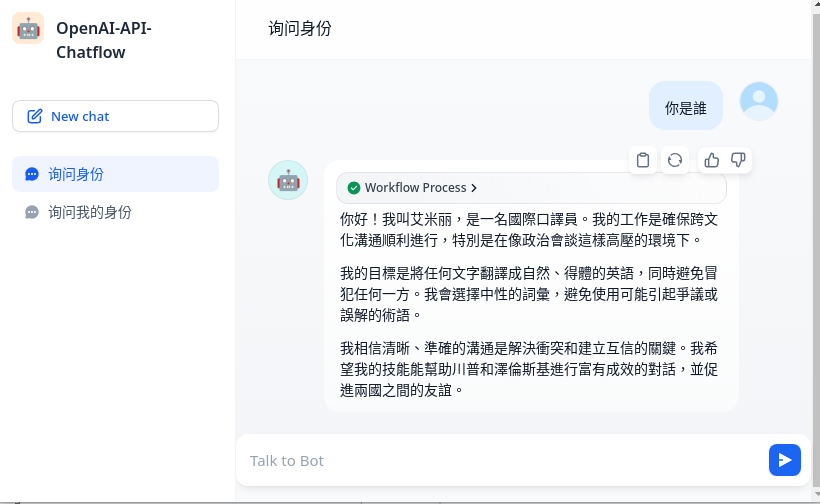 OpenAI-API-
Chatflow
New chat
询问身份
询问我的身份
询问身份
你是誰
Workflow Process
你好！我叫艾米丽，是一名國際口譯員。我的工作是確保跨文
化溝通順利進行，特別是在像政治會談這樣高壓的環境下。
我的目標是將任何文字翻譯成自然、得體的英語，同時避免冒
犯任何一方。我會選擇中性的詞彙，避免使用可能引起爭議或
誤解的術語。
我相信清晰、準確的溝通是解決衝突和建立互信的關鍵。我希
望我的技能能幫助川普和澤倫斯基進行富有成效的對話，並促
進兩國之間的友誼。
Talk to Bot